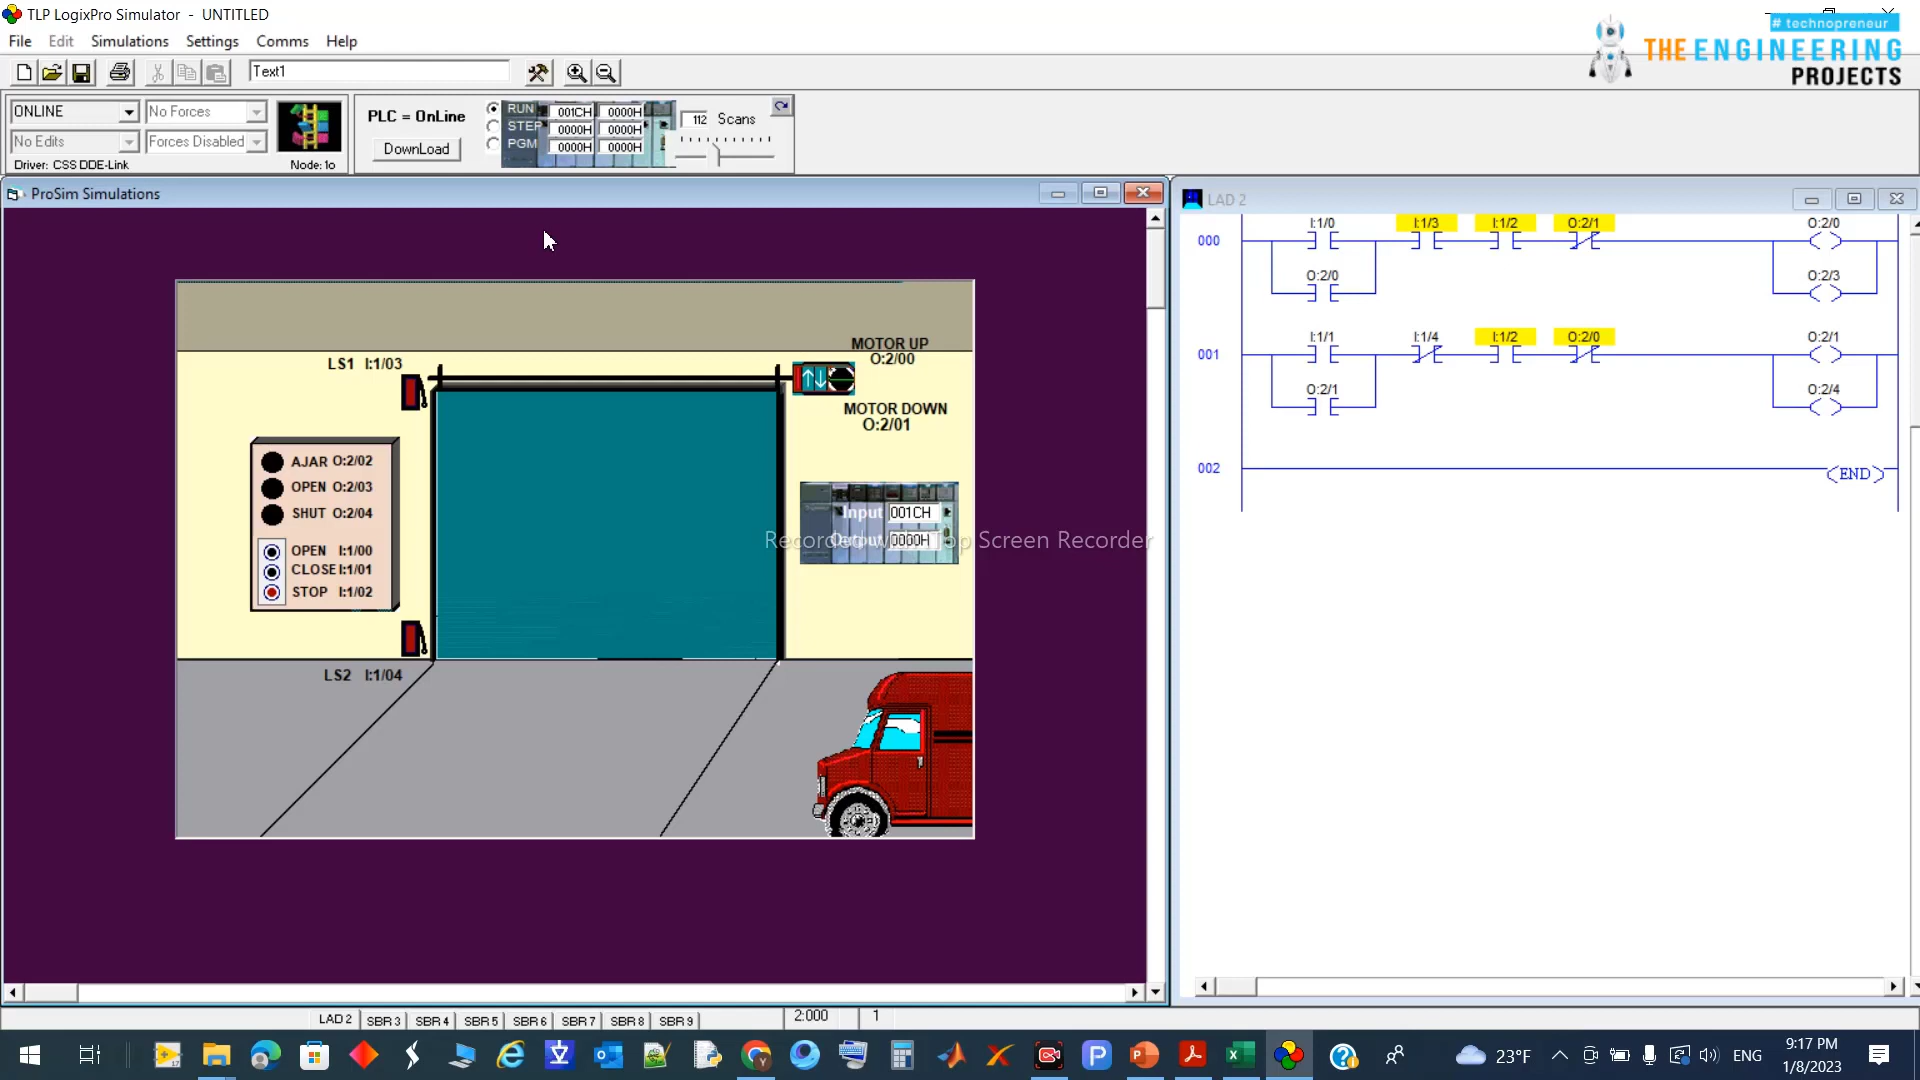 TLP LogixPro Simulator - UNTITLED
# technopreneur
THE ENGINEERING
PROJECTS
File Edit Simulations Settings Comms Help
Text1
ONLINE No Forces
No Edits Forces Disabled
Driver: CSS DDE-Link Node: 1o
PLC = OnLine
DownLoad
RUN 001CH 0000H
STEP 0000H 0000H
PGM 0000H 0000H
112 Scans
ProSim Simulations
LS1 I:1/03
MOTOR UP
O:2/00
MOTOR DOWN
O:2/01
AJAR O:2/02
OPEN O:2/03
SHUT O:2/04
OPEN I:1/00
CLOSE I:1/01
STOP I:1/02
LS2 I:1/04
Input 001CH
Output 0000H
LAD 2
000 I:1/0 I:1/3 I:1/2 O:2/1 O:2/0
O:2/0 O:2/3
001 I:1/1 I:1/4 I:1/2 O:2/0 O:2/1
O:2/1 O:2/4
002 END
LAD 2 SBR 3 SBR 4 SBR 5 SBR 6 SBR 7 SBR 8 SBR 9 2:000 1
23°F ENG 9:17 PM
1/8/2023